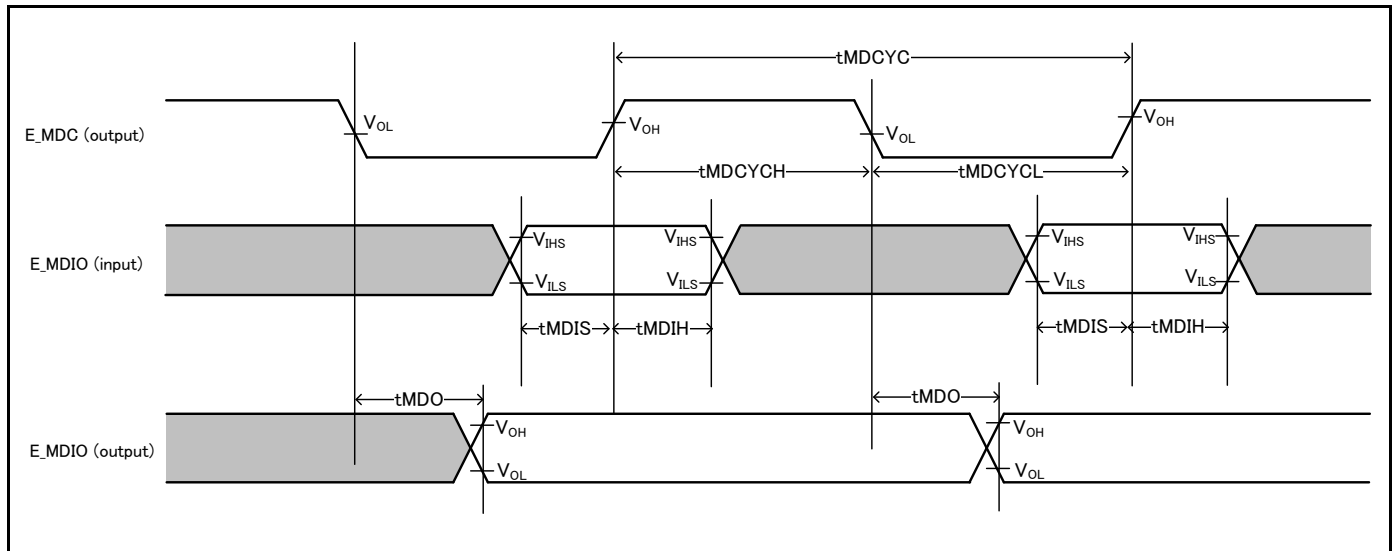 tMDCYC
E_MDC (output)
VOL
VOH
VOL
VOH
tMDCYCH
tMDCYCL
E_MDIO (input)
VIHS
VIHS
VIHS
VIHS
VILS
VILS
VILS
VILS
tMDIS
tMDIH
tMDIS
tMDIH
tMDO
tMDO
E_MDIO (output)
VOH
VOH
VOL
VOL